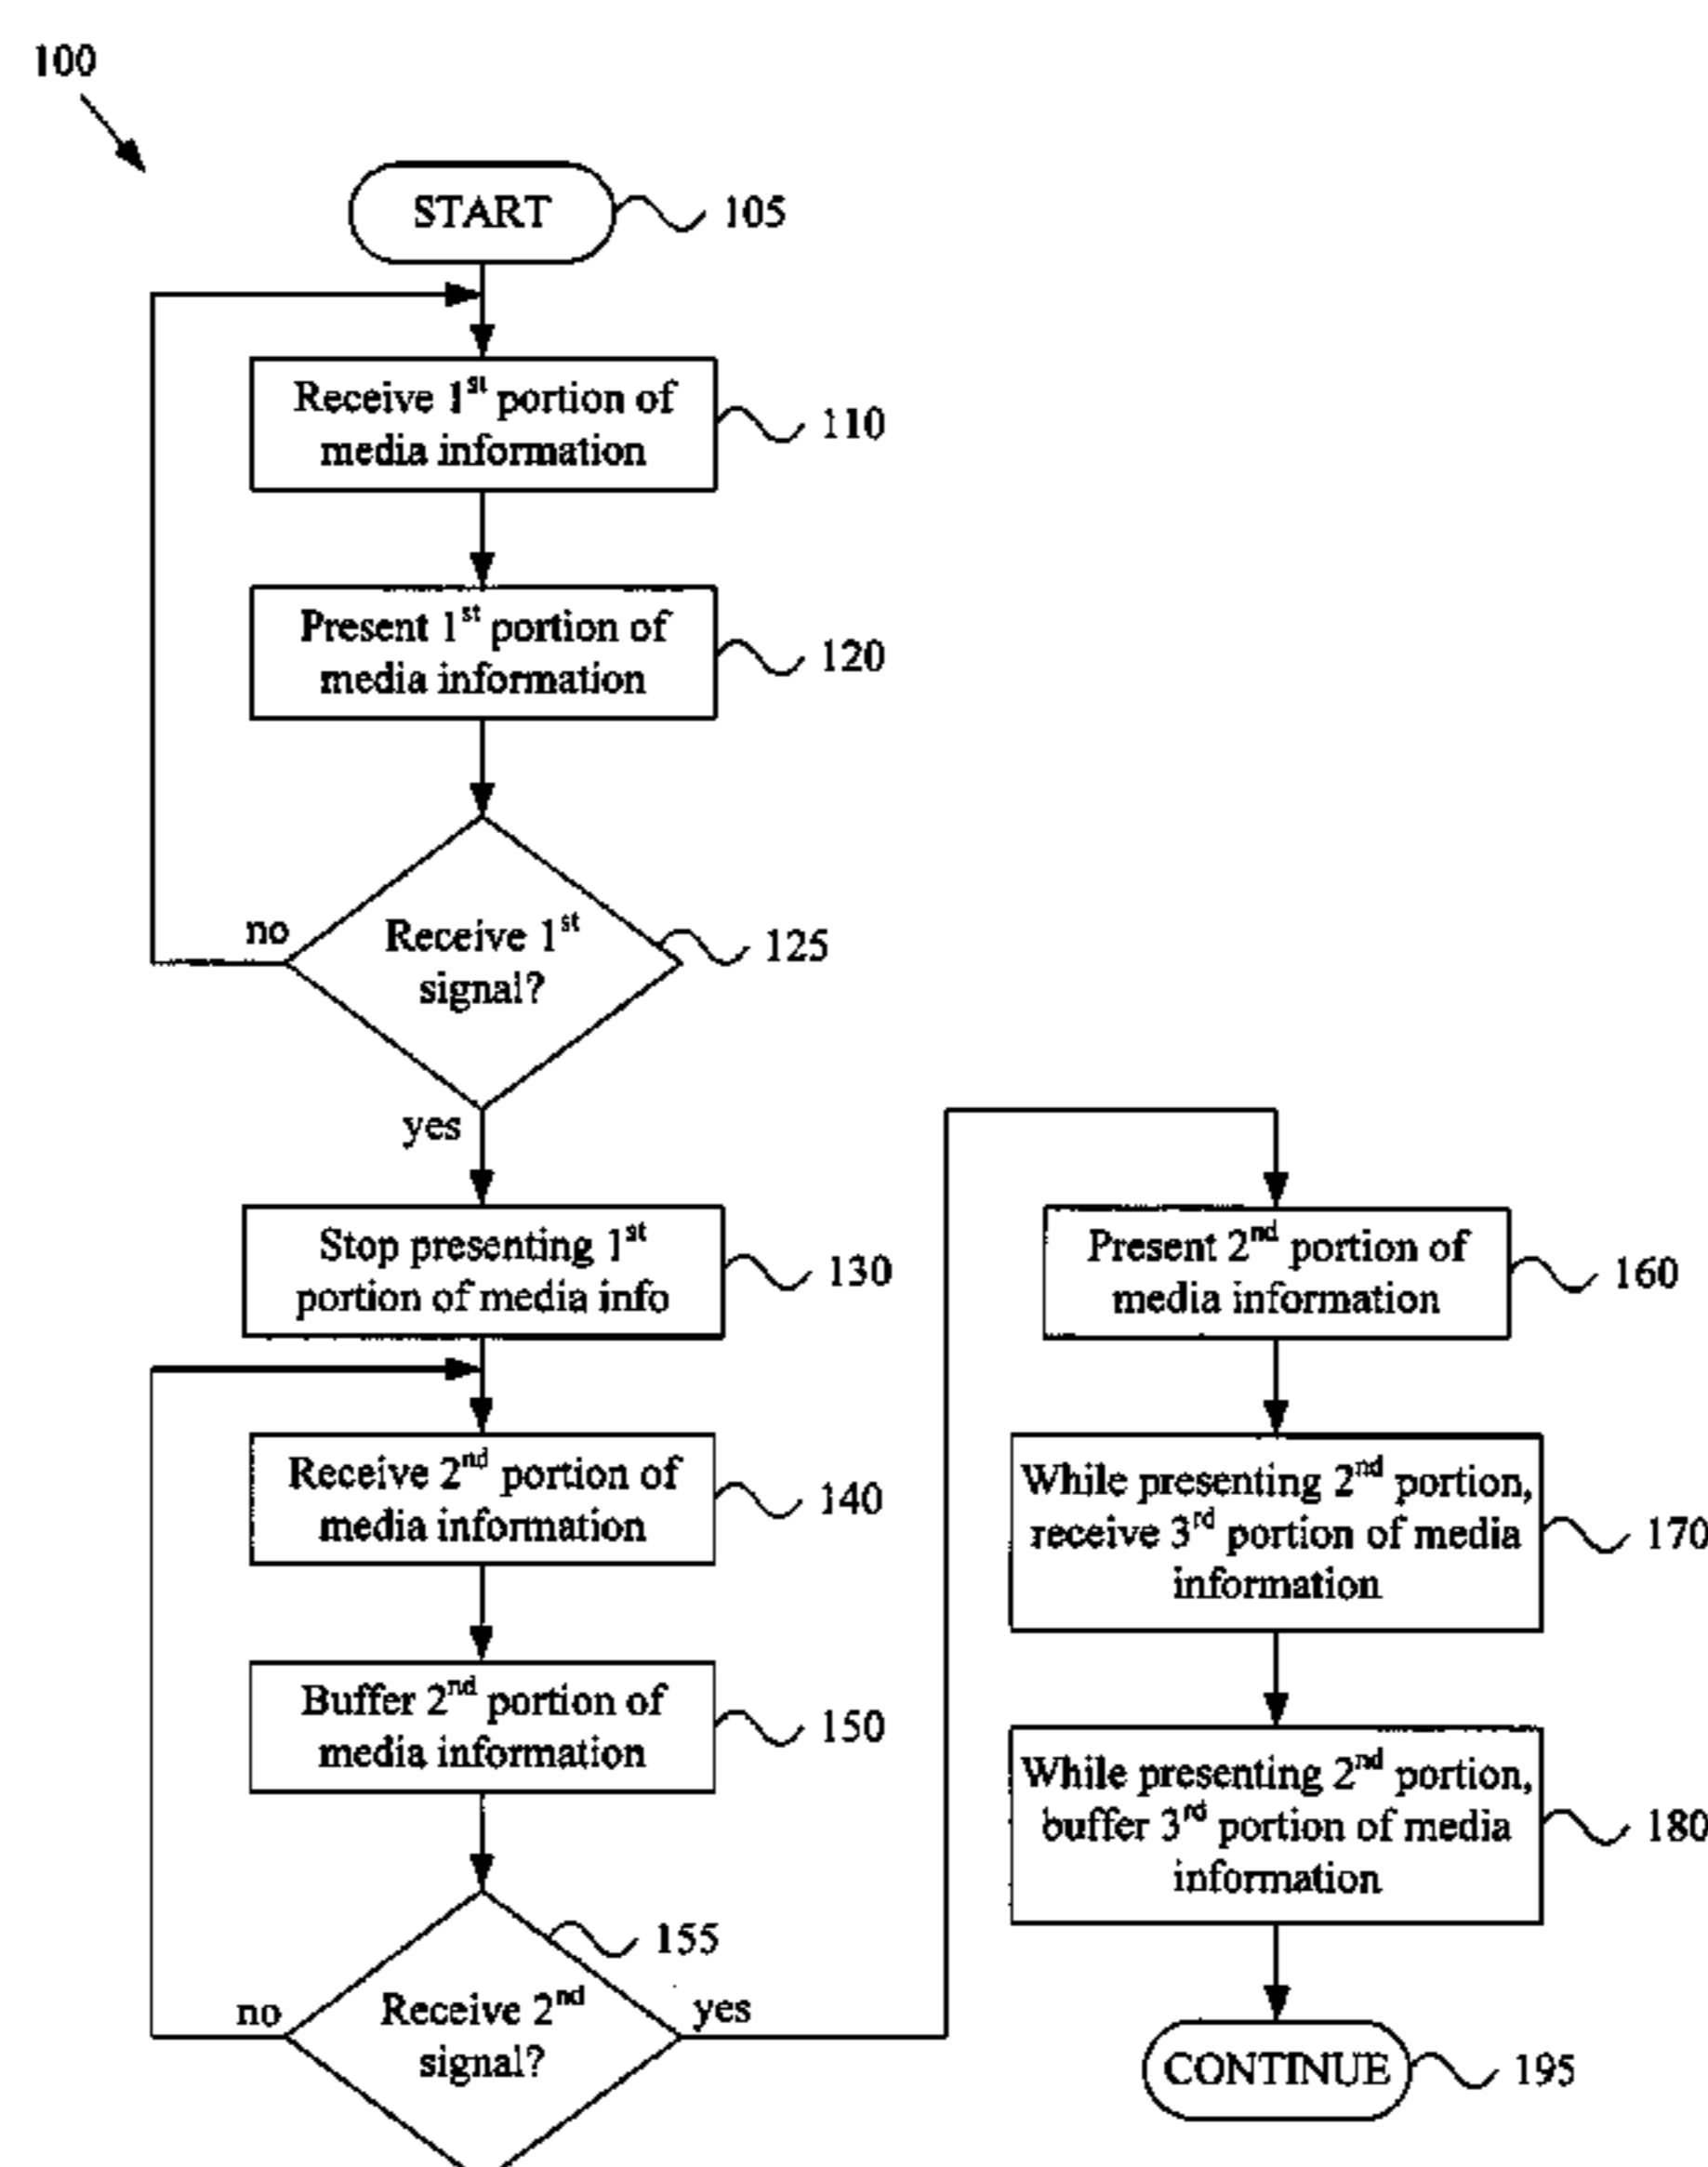 100
START
105
Receive 1st portion of
media information
110
Present 1st portion of
media information
120
Receive 1st
signal?
125
no
yes
Stop presenting 1st
portion of media info
130
Receive 2nd portion of
media information
140
Buffer 2nd portion of
media information
150
155
Receive 2nd
signal?
no
yes
Present 2nd portion of
media information
160
While presenting 2nd portion,
receive 3rd portion of media
information
170
While presenting 2nd portion,
buffer 3rd portion of media
information
180
CONTINUE
195